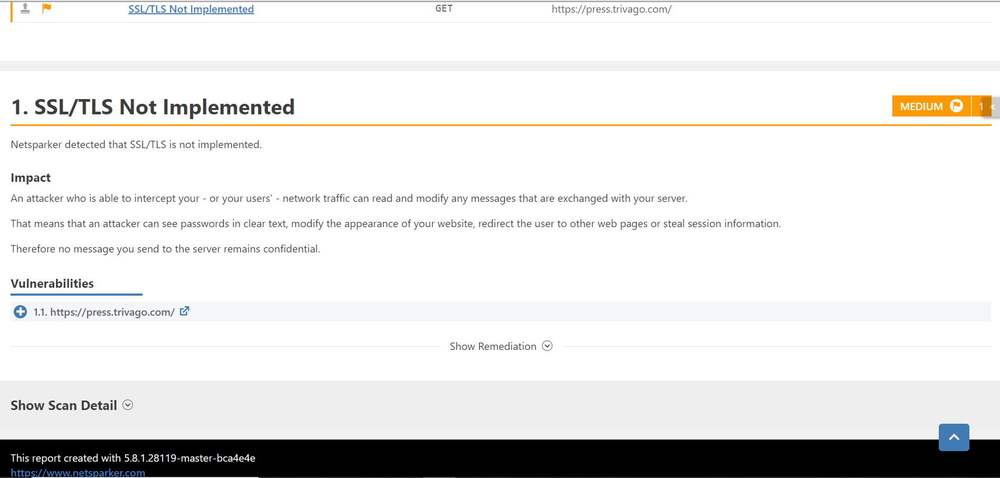 SSL/TLS Not Implemented GET https://press.trivago.com/
1. SSL/TLS Not Implemented
MEDIUM 1 «
Netsparker detected that SSL/TLS is not implemented.
Impact
An attacker who is able to intercept your - or your users' - network traffic can read and modify any messages that are exchanged with your server.
That means that an attacker can see passwords in clear text, modify the appearance of your website, redirect the user to other web pages or steal session information.
Therefore no message you send to the server remains confidential.
Vulnerabilities
1.1. https://press.trivago.com/
Show Remediation
Show Scan Detail
This report created with 5.8.1.28119-master-bca4e4e
https://www.netsparker.com